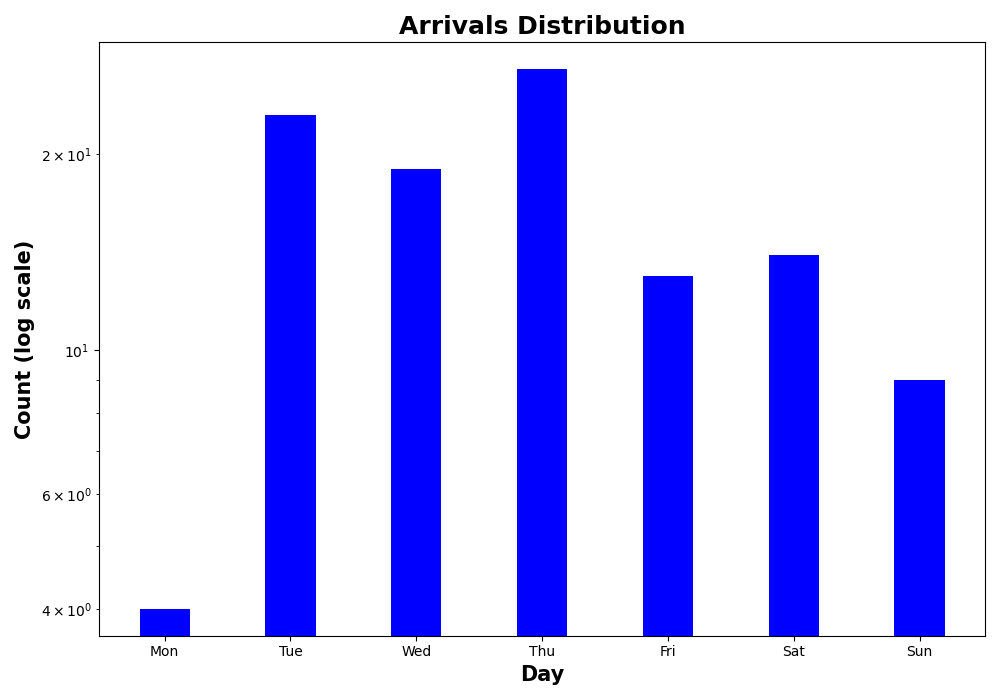 Arrivals Distribution
Count (log scale)
2 × 10¹
10¹
6 × 10⁰
4 × 10⁰
Mon Tue Wed Thu Fri Sat Sun
Day